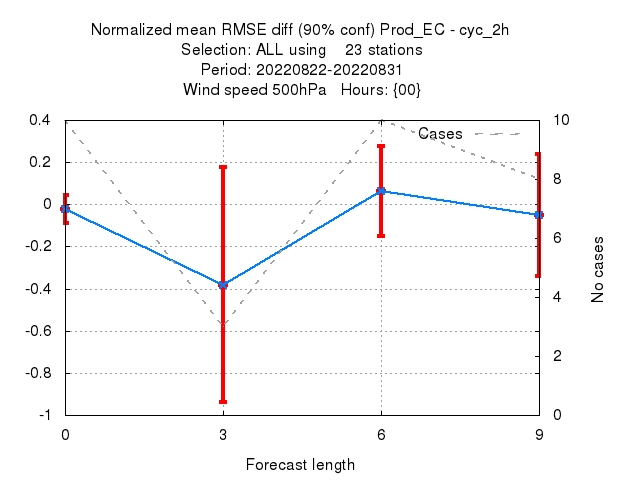 Normalized mean RMSE diff (90% conf) Prod_EC - cyc_2h
Selection: ALL using    23 stations
Period: 20220822-20220831
Wind speed 500hPa   Hours: {00}
0.4
0.2
0
-0.2
-0.4
-0.6
-0.8
-1
Cases
10
8
6
4
2
0
No cases
0 3 6 9
Forecast length